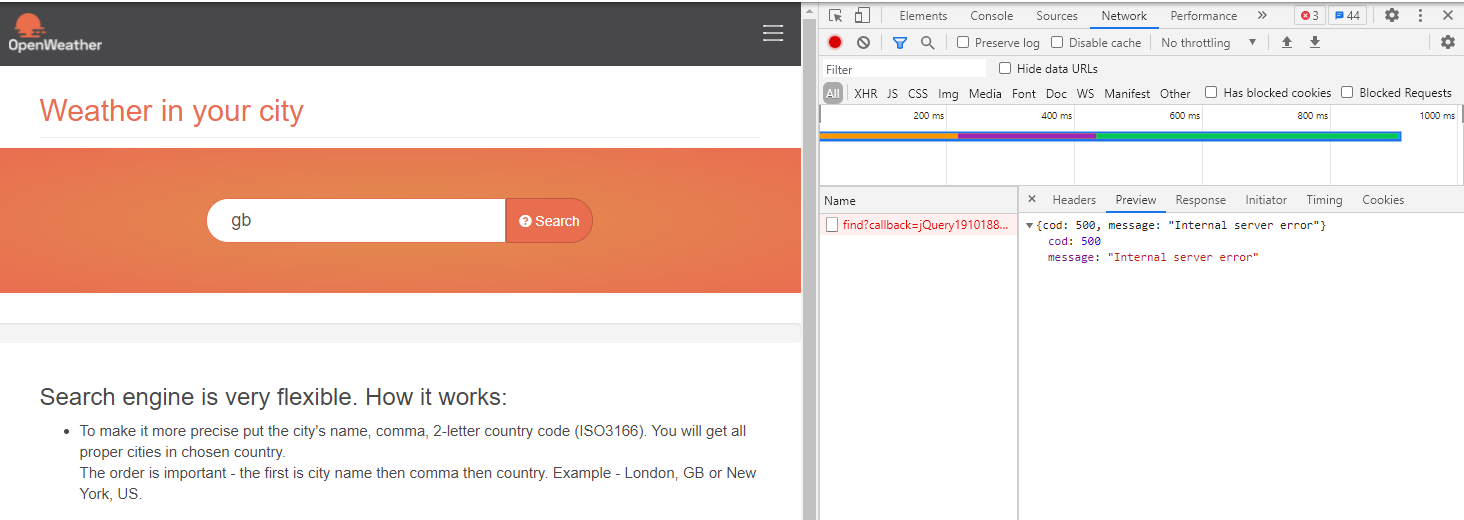 OpenWeather
Weather in your city
gb
Search
Search engine is very flexible. How it works:
To make it more precise put the city's name, comma, 2-letter country code (ISO3166). You will get all
proper cities in chosen country.
The order is important - the first is city name then comma then country. Example - London, GB or New
York, US.
Elements Console Sources Network Performance 3 44
Preserve log Disable cache No throttling
Filter Hide data URLs
All XHR JS CSS Img Media Font Doc WS Manifest Other Has blocked cookies Blocked Requests
200 ms 400 ms 600 ms 800 ms 1000 ms
Name
find?callback=jQuery1910188...
Headers Preview Response Initiator Timing Cookies
{cod: 500, message: "Internal server error"}
cod: 500
message: "Internal server error"